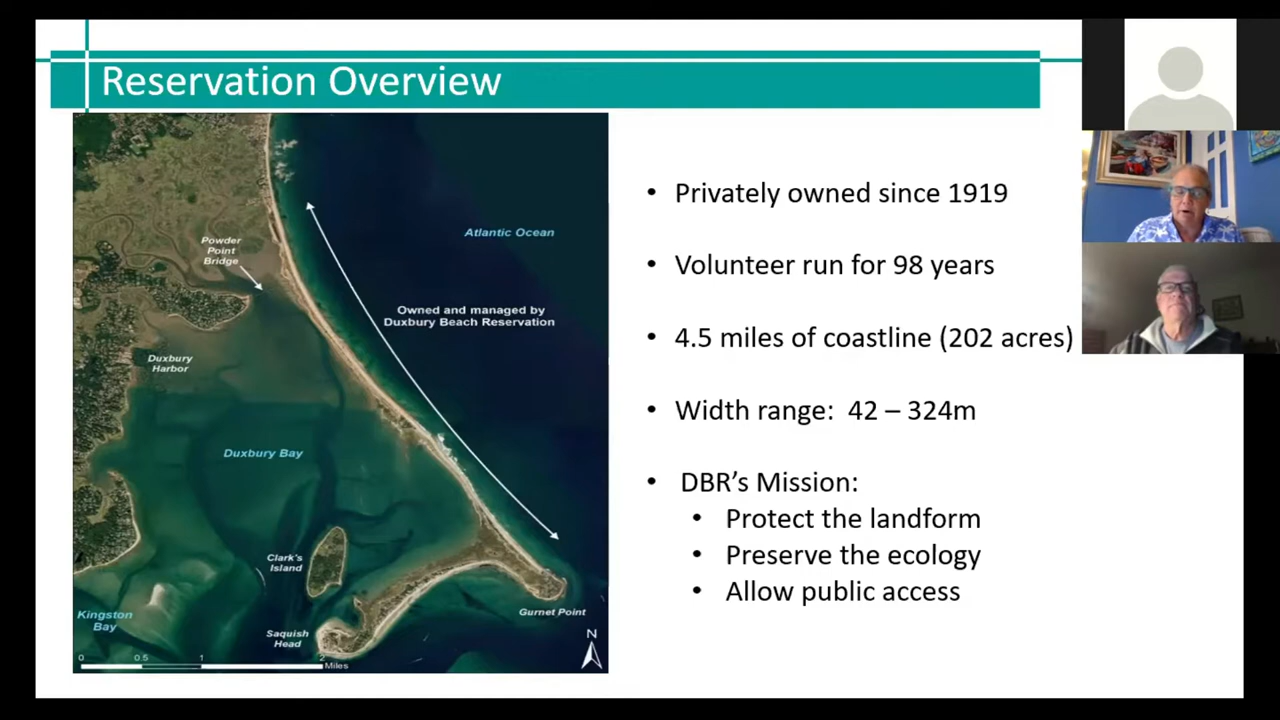 Reservation Overview
Powder
Point
Bridge
Atlantic Ocean
Owned and managed by
Duxbury Beach Reservation
Duxbury
Harbor
Duxbury Bay
Clark's
Island
Gurnet Point
Kingston
Bay
Saquish
Head
N
0 0.5 1 2
Miles
• Privately owned since 1919
• Volunteer run for 98 years
• 4.5 miles of coastline (202 acres)
• Width range: 42 – 324m
• DBR's Mission:
• Protect the landform
• Preserve the ecology
• Allow public access